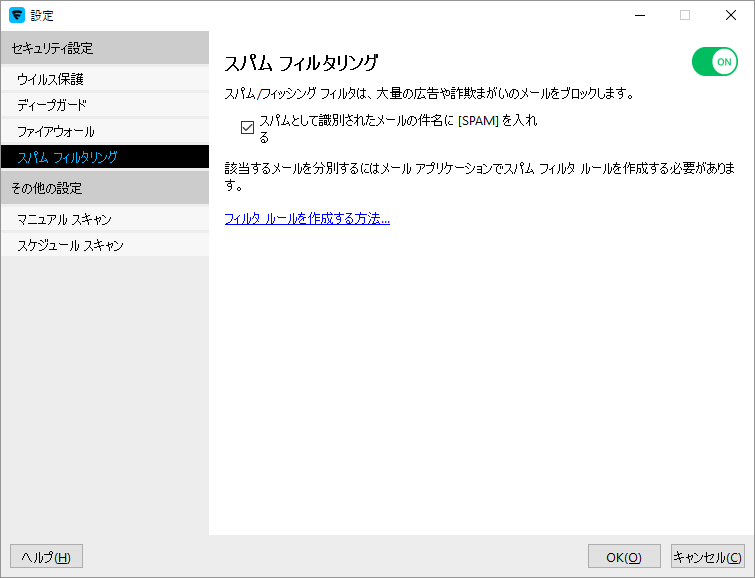 設定
セキュリティ設定
ウイルス保護
ディープガード
ファイアウォール
スパム フィルタリング
その他の設定
マニュアル スキャン
スケジュール スキャン
スパム フィルタリング
ON
スパム/フィッシング フィルタは、大量の広告や詐欺まがいのメールをブロックします。
スパムとして識別されたメールの件名に [SPAM] を入れ
る
該当するメールを分別するにはメール アプリケーションでスパム フィルタ ルールを作成する必要がありま
す。
フィルタ ルールを作成する方法...
ヘルプ(H)
OK(O)
キャンセル(C)